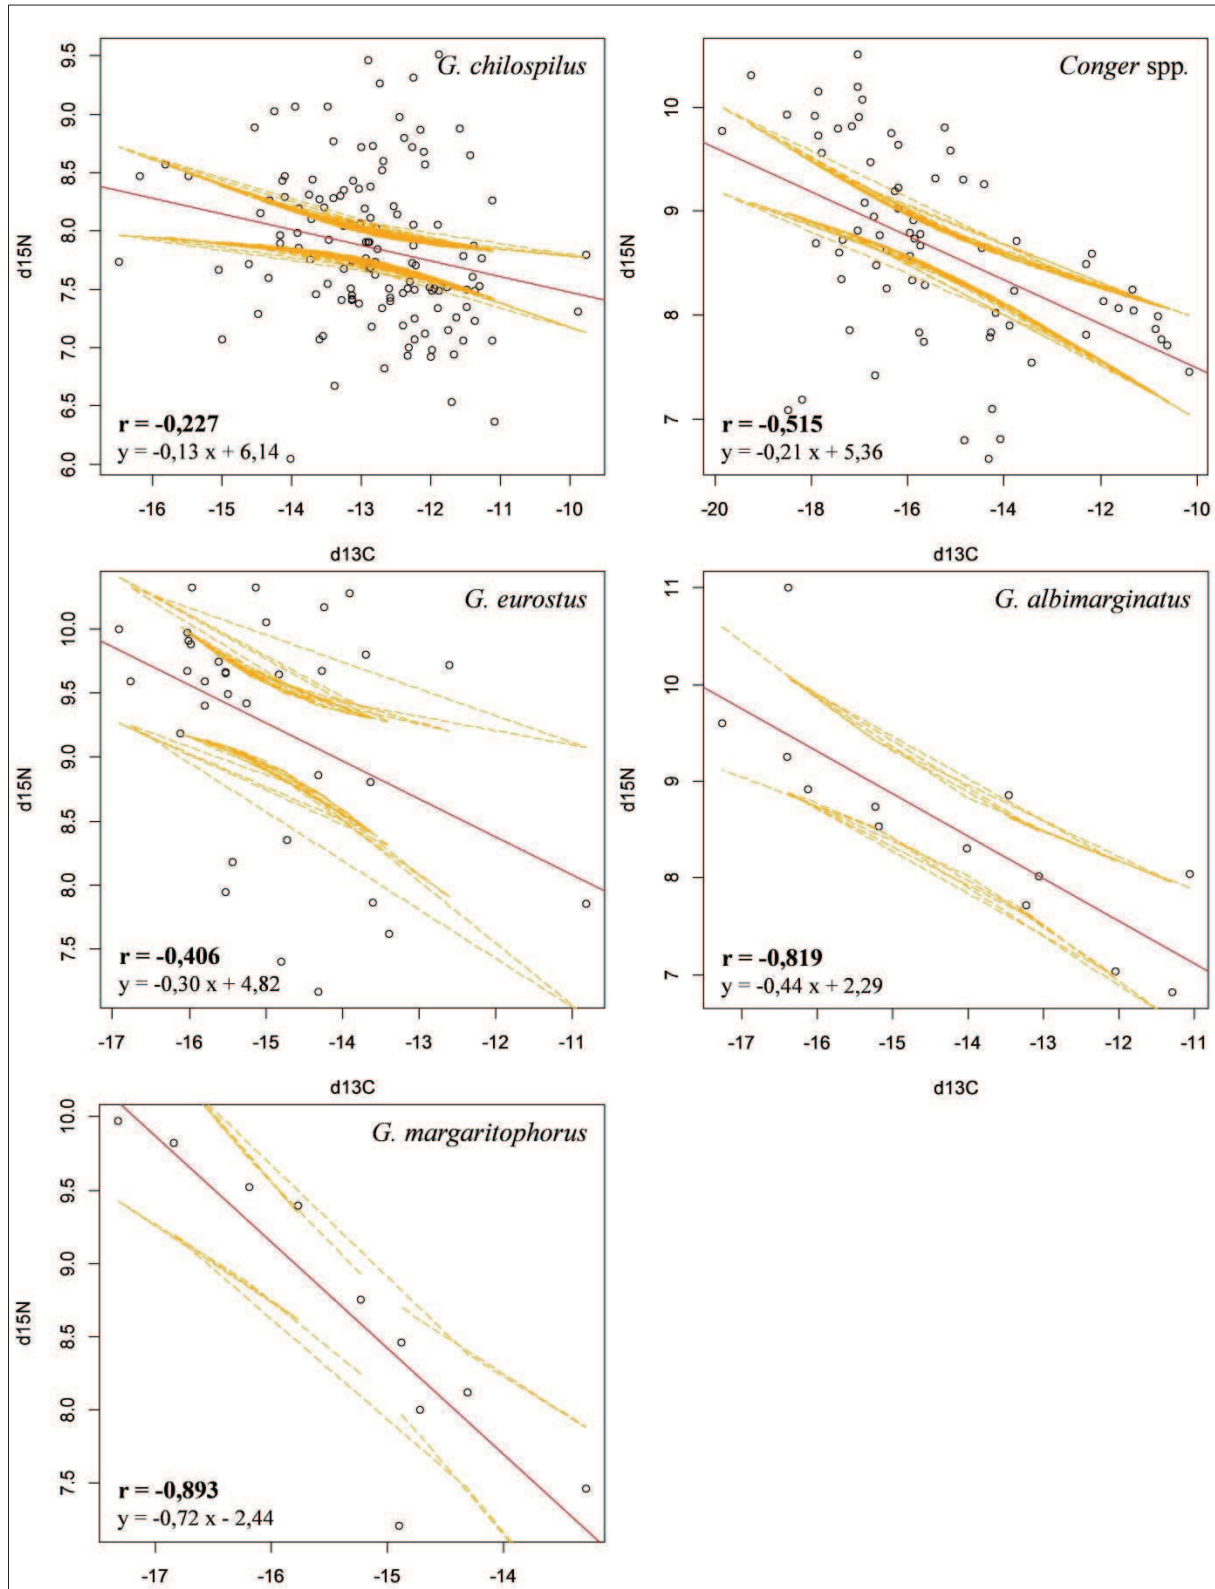 G. chilospilus
9.5
9.0
8.5
8.0
7.5
7.0
6.5
6.0
d15N
r = -0,227
y = -0,13 x + 6,14
-16 -15 -14 -13 -12 -11 -10
d13C
Conger spp.
10
9
8
7
d15N
r = -0,515
y = -0,21 x + 5,36
-20 -18 -16 -14 -12 -10
d13C
G. eurostus
10.0
9.5
9.0
8.5
8.0
7.5
d15N
r = -0,406
y = -0,30 x + 4,82
-17 -16 -15 -14 -13 -12 -11
d13C
G. albimarginatus
11
10
9
8
7
d15N
r = -0,819
y = -0,44 x + 2,29
-17 -16 -15 -14 -13 -12 -11
d13C
G. margaritophorus
10.0
9.5
9.0
8.5
8.0
7.5
d15N
r = -0,893
y = -0,72 x - 2,44
-17 -16 -15 -14